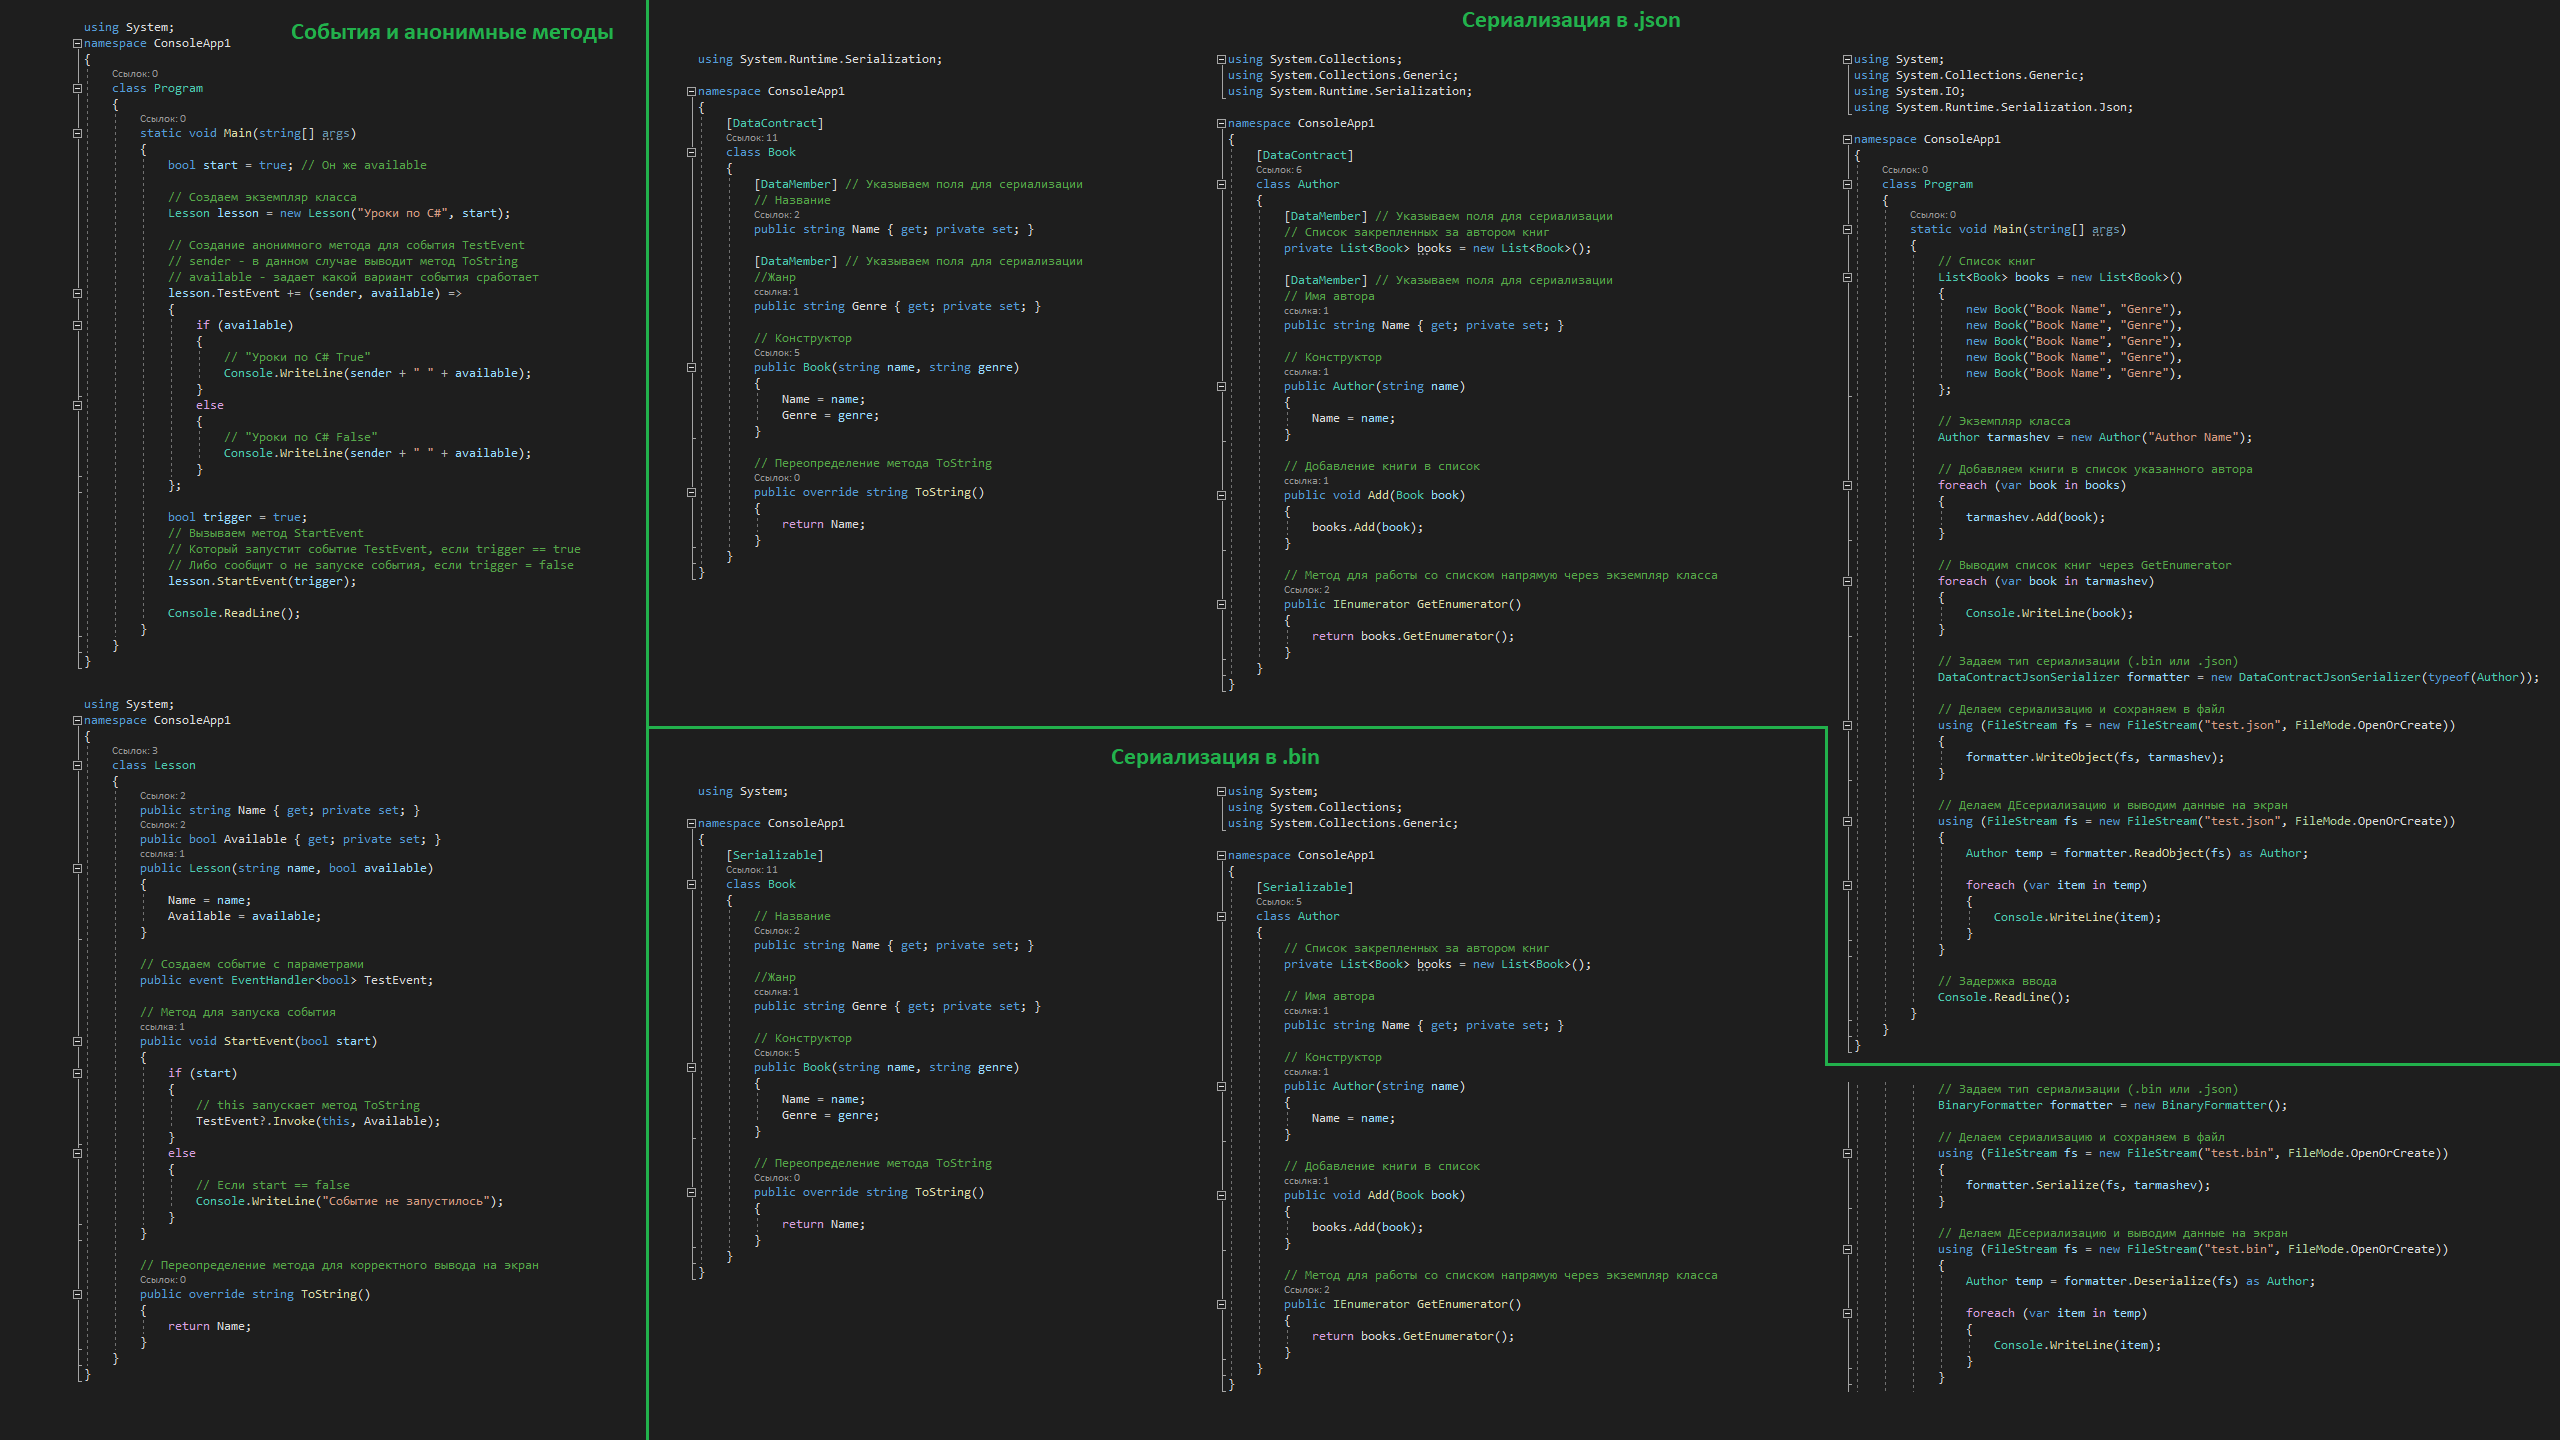 События и анонимные методы
using System;
namespace ConsoleApp1
{
Ссылок: 0
class Program
{
Ссылок: 0
static void Main(string[] args)
{
bool start = true; // Он же available
// Создаем экземпляр класса
Lesson lesson = new Lesson("Уроки по C#", start);
// Создание анонимного метода для события TestEvent
// sender - в данном случае выводит метод ToString
// available - задает какой вариант события сработает
lesson.TestEvent += (sender, available) =>
{
if (available)
{
// "Уроки по C# True"
Console.WriteLine(sender + " " + available);
}
else
{
// "Уроки по C# False"
Console.WriteLine(sender + " " + available);
}
};
bool trigger = true;
// Вызываем метод StartEvent
// Который запустит событие TestEvent, если trigger == true
// Либо сообщит о не запуске события, если trigger = false
lesson.StartEvent(trigger);
Console.ReadLine();
}
}
}
using System;
namespace ConsoleApp1
{
Ссылок: 3
class Lesson
{
Ссылок: 2
public string Name { get; private set; }
Ссылок: 2
public bool Available { get; private set; }
ссылка: 1
public Lesson(string name, bool available)
{
Name = name;
Available = available;
}
// Создаем событие с параметрами
public event EventHandler<bool> TestEvent;
// Метод для запуска события
ссылка: 1
public void StartEvent(bool start)
{
if (start)
{
// this запускает метод ToString
TestEvent?.Invoke(this, Available);
}
else
{
// Если start == false
Console.WriteLine("Событие не запустилось");
}
}
// Переопределение метода для корректного вывода на экран
Ссылок: 0
public override string ToString()
{
return Name;
}
}
}
Сериализация в .json
using System.Runtime.Serialization;
namespace ConsoleApp1
{
[DataContract]
Ссылок: 11
class Book
{
[DataMember] // Указываем поля для сериализации
// Название
Ссылок: 2
public string Name { get; private set; }
[DataMember] // Указываем поля для сериализации
//Жанр
ссылка: 1
public string Genre { get; private set; }
// Конструктор
Ссылок: 5
public Book(string name, string genre)
{
Name = name;
Genre = genre;
}
// Переопределение метода ToString
Ссылок: 0
public override string ToString()
{
return Name;
}
}
}
using System.Collections;
using System.Collections.Generic;
using System.Runtime.Serialization;
namespace ConsoleApp1
{
[DataContract]
Ссылок: 6
class Author
{
[DataMember] // Указываем поля для сериализации
// Список закрепленных за автором книг
private List<Book> books = new List<Book>();
[DataMember] // Указываем поля для сериализации
// Имя автора
ссылка: 1
public string Name { get; private set; }
// Конструктор
ссылка: 1
public Author(string name)
{
Name = name;
}
// Добавление книги в список
ссылка: 1
public void Add(Book book)
{
books.Add(book);
}
// Метод для работы со списком напрямую через экземпляр класса
Ссылок: 2
public IEnumerator GetEnumerator()
{
return books.GetEnumerator();
}
}
}
using System;
using System.Collections.Generic;
using System.IO;
using System.Runtime.Serialization.Json;
namespace ConsoleApp1
{
Ссылок: 0
class Program
{
Ссылок: 0
static void Main(string[] args)
{
// Список книг
List<Book> books = new List<Book>()
{
new Book("Book Name", "Genre"),
new Book("Book Name", "Genre"),
new Book("Book Name", "Genre"),
new Book("Book Name", "Genre"),
new Book("Book Name", "Genre"),
};
// Экземпляр класса
Author tarmashev = new Author("Author Name");
// Добавляем книги в список указанного автора
foreach (var book in books)
{
tarmashev.Add(book);
}
// Выводим список книг через GetEnumerator
foreach (var book in tarmashev)
{
Console.WriteLine(book);
}
// Задаем тип сериализации (.bin или .json)
DataContractJsonSerializer formatter = new DataContractJsonSerializer(typeof(Author));
// Делаем сериализацию и сохраняем в файл
using (FileStream fs = new FileStream("test.json", FileMode.OpenOrCreate))
{
formatter.WriteObject(fs, tarmashev);
}
// Делаем ДЕсериализацию и выводим данные на экран
using (FileStream fs = new FileStream("test.json", FileMode.OpenOrCreate))
{
Author temp = formatter.ReadObject(fs) as Author;
foreach (var item in temp)
{
Console.WriteLine(item);
}
}
// Задержка ввода
Console.ReadLine();
}
}
}
Сериализация в .bin
using System;
namespace ConsoleApp1
{
[Serializable]
Ссылок: 11
class Book
{
// Название
Ссылок: 2
public string Name { get; private set; }
//Жанр
ссылка: 1
public string Genre { get; private set; }
// Конструктор
Ссылок: 5
public Book(string name, string genre)
{
Name = name;
Genre = genre;
}
// Переопределение метода ToString
Ссылок: 0
public override string ToString()
{
return Name;
}
}
}
using System;
using System.Collections;
using System.Collections.Generic;
namespace ConsoleApp1
{
[Serializable]
Ссылок: 5
class Author
{
// Список закрепленных за автором книг
private List<Book> books = new List<Book>();
// Имя автора
ссылка: 1
public string Name { get; private set; }
// Конструктор
ссылка: 1
public Author(string name)
{
Name = name;
}
// Добавление книги в список
ссылка: 1
public void Add(Book book)
{
books.Add(book);
}
// Метод для работы со списком напрямую через экземпляр класса
Ссылок: 2
public IEnumerator GetEnumerator()
{
return books.GetEnumerator();
}
}
}
// Задаем тип сериализации (.bin или .json)
BinaryFormatter formatter = new BinaryFormatter();
// Делаем сериализацию и сохраняем в файл
using (FileStream fs = new FileStream("test.bin", FileMode.OpenOrCreate))
{
formatter.Serialize(fs, tarmashev);
}
// Делаем ДЕсериализацию и выводим данные на экран
using (FileStream fs = new FileStream("test.bin", FileMode.OpenOrCreate))
{
Author temp = formatter.Deserialize(fs) as Author;
foreach (var item in temp)
{
Console.WriteLine(item);
}
}